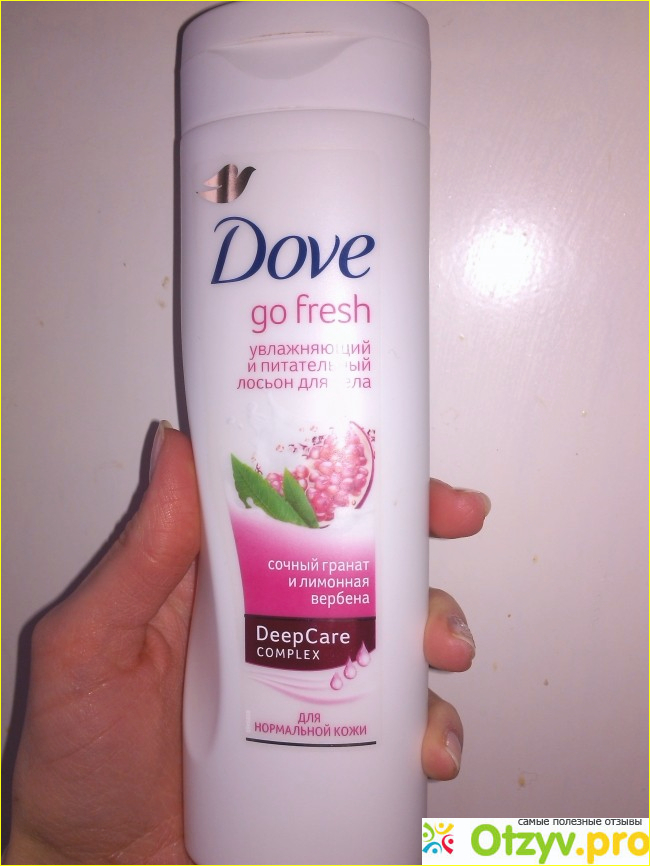 Dove
go fresh
увлажняющий
и питательный
лосьон для тела
сочный гранат
и лимонная
вербена
DeepCare
COMPLEX
ДЛЯ
НОРМАЛЬНОЙ КОЖИ
самые полезные отзывы
Otzyv.pro